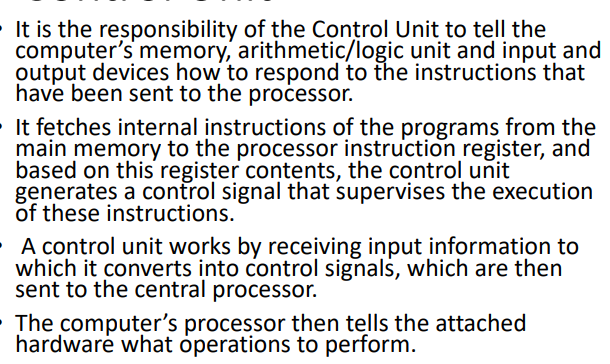 • It is the responsibility of the Control Unit to tell the
computer’s memory, arithmetic/logic unit and input and
output devices how to respond to the instructions that
have been sent to the processor.
• It fetches internal instructions of the programs from the
main memory to the processor instruction register, and
based on this register contents, the control unit
generates a control signal that supervises the execution
of these instructions.
• A control unit works by receiving input information to
which it converts into control signals, which are then
sent to the central processor.
• The computer’s processor then tells the attached
hardware what operations to perform.